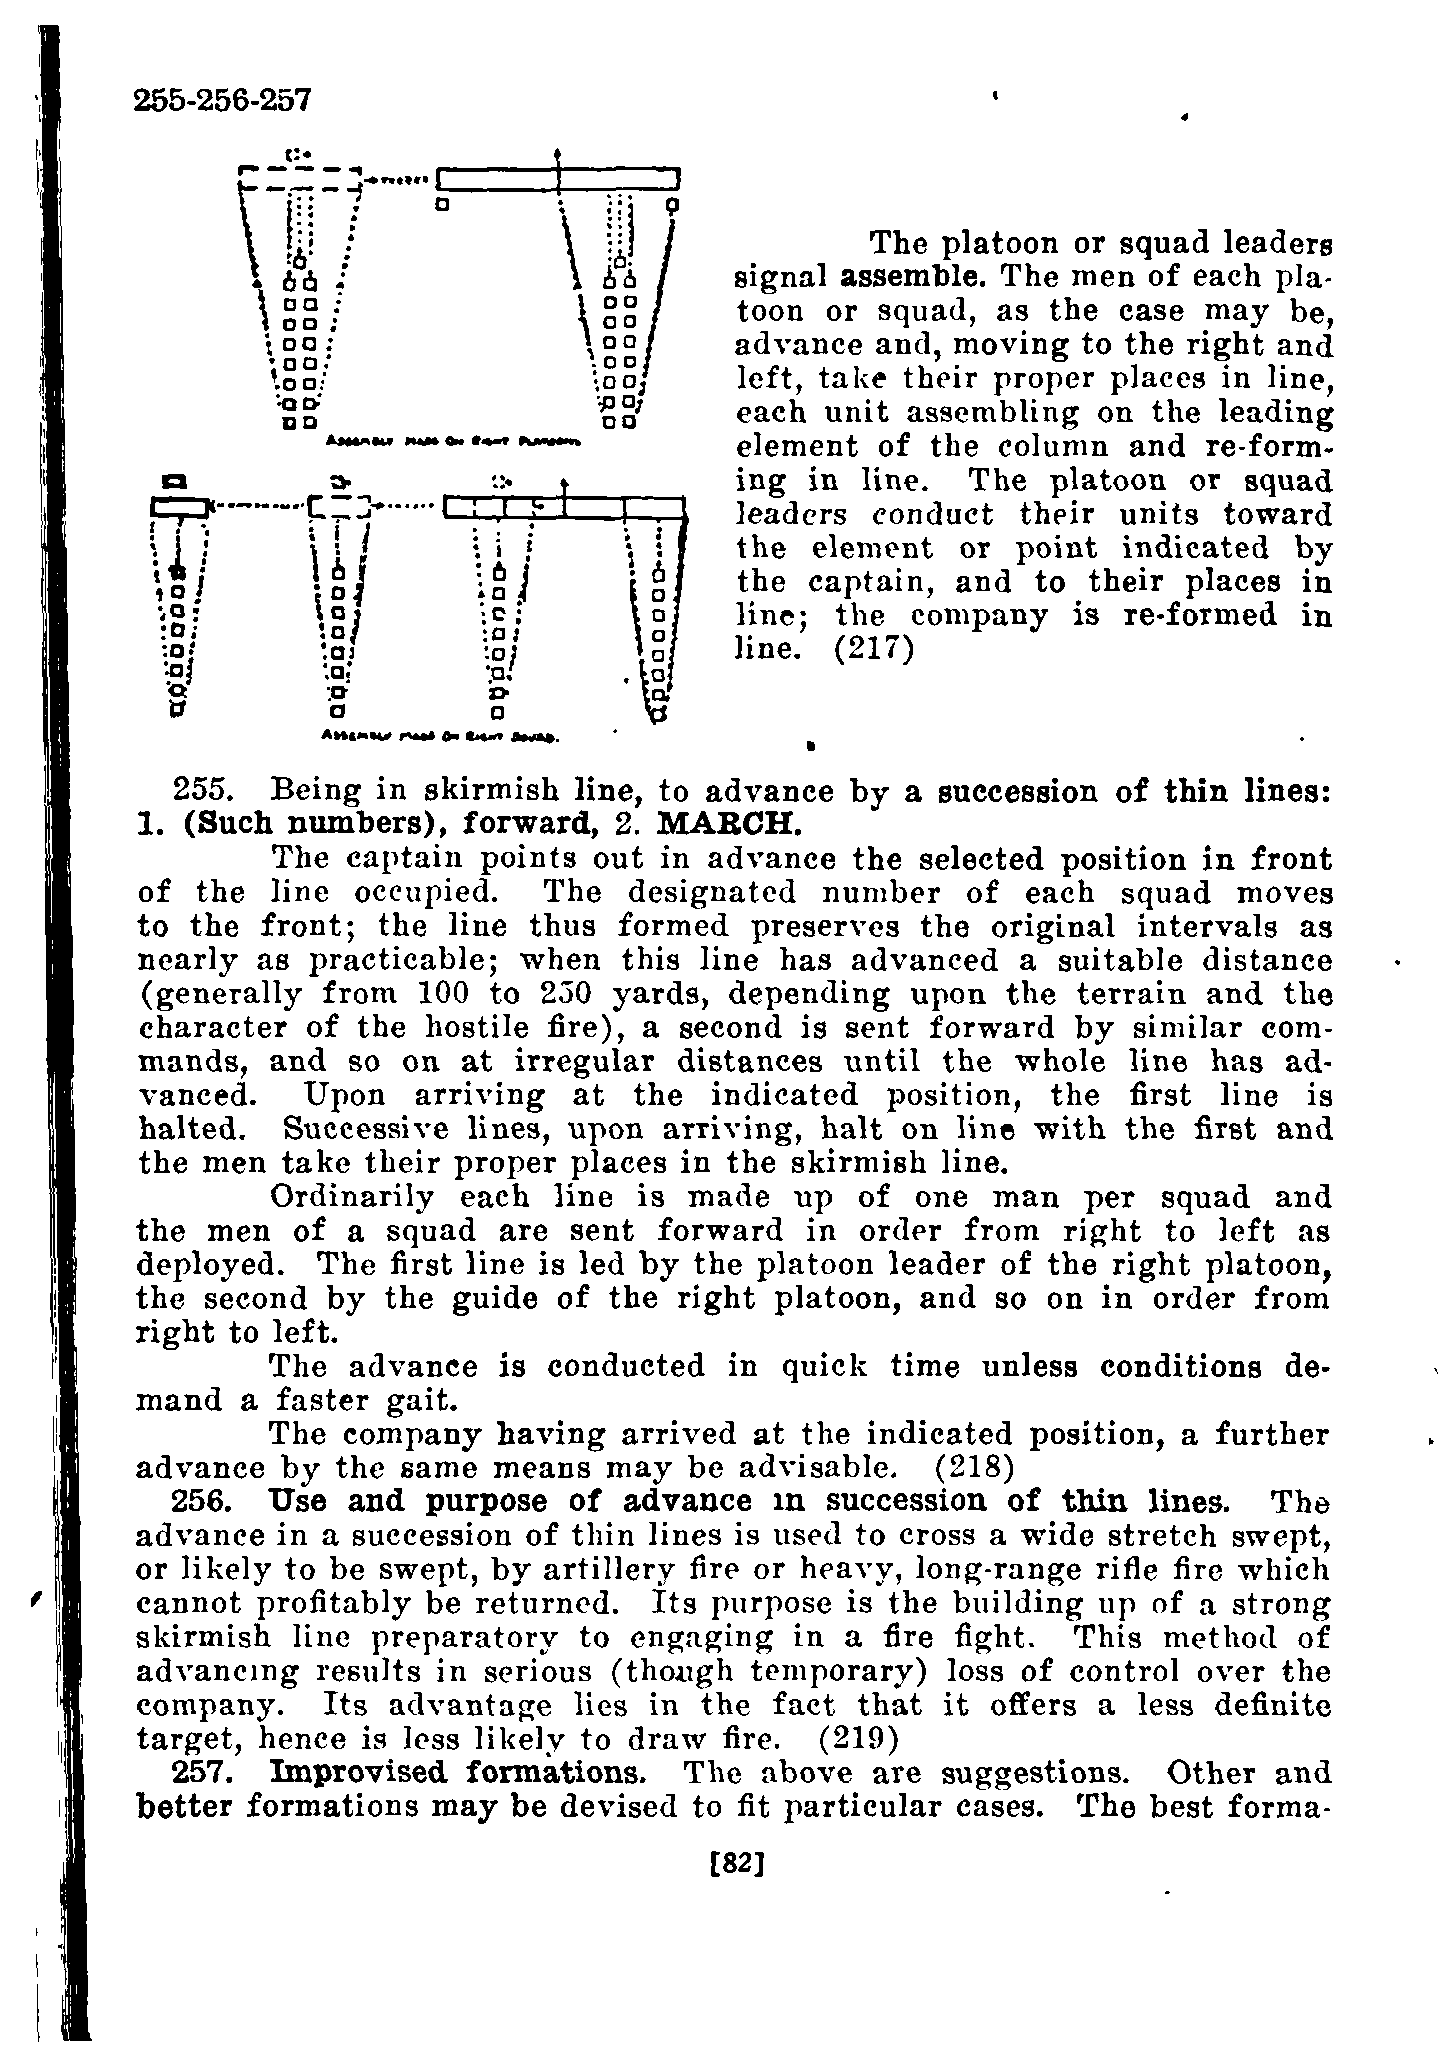 255-256-257
The platoon or squad leaders
signal assemble. The men of each pla-
toon or squad, as the case may be,
advance and, moving to the right and
left, take their proper places in line,
each unit assembling on the leading
element of the column and re-form-
ing in line. The platoon or squad
leaders conduct their units toward
the element or point indicated by
the captain, and to their places in
line; the company is re-formed in
line. (217)
Assembly Made On Right Platoon.
Assembly Made On Right Squad.
255. Being in skirmish line, to advance by a succession of thin lines:
1. (Such numbers), forward, 2. MARCH.
The captain points out in advance the selected position in front
of the line occupied. The designated number of each squad moves
to the front; the line thus formed preserves the original intervals as
nearly as practicable; when this line has advanced a suitable distance
(generally from 100 to 250 yards, depending upon the terrain and the
character of the hostile fire), a second is sent forward by similar com-
mands, and so on at irregular distances until the whole line has ad-
vanced. Upon arriving at the indicated position, the first line is
halted. Successive lines, upon arriving, halt on line with the first and
the men take their proper places in the skirmish line.
Ordinarily each line is made up of one man per squad and
the men of a squad are sent forward in order from right to left as
deployed. The first line is led by the platoon leader of the right platoon,
the second by the guide of the right platoon, and so on in order from
right to left.
The advance is conducted in quick time unless conditions de-
mand a faster gait.
The company having arrived at the indicated position, a further
advance by the same means may be advisable. (218)
256. Use and purpose of advance in succession of thin lines. The
advance in a succession of thin lines is used to cross a wide stretch swept,
or likely to be swept, by artillery fire or heavy, long-range rifle fire which
cannot profitably be returned. Its purpose is the building up of a strong
skirmish line preparatory to engaging in a fire fight. This method of
advancing results in serious (though temporary) loss of control over the
company. Its advantage lies in the fact that it offers a less definite
target, hence is less likely to draw fire. (219)
257. Improvised formations. The above are suggestions. Other and
better formations may be devised to fit particular cases. The best forma-
[82]